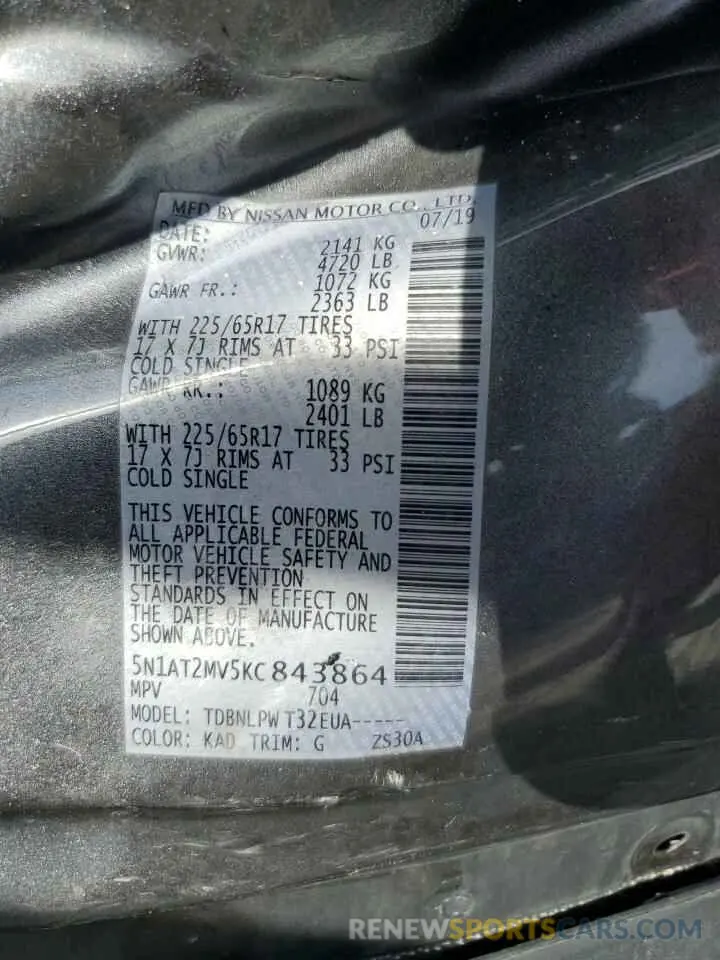 MFD BY NISSAN MOTOR CO., LTD.
DATE: 07/19
GVWR: 2141 KG
4720 LB
GAWR FR.: 1072 KG
2363 LB
WITH 225/65R17 TIRES
17 X 7J RIMS AT 33 PSI
COLD SINGLE
GAWR RR.: 1089 KG
2401 LB
WITH 225/65R17 TIRES
17 X 7J RIMS AT 33 PSI
COLD SINGLE
THIS VEHICLE CONFORMS TO
ALL APPLICABLE FEDERAL
MOTOR VEHICLE SAFETY AND
THEFT PREVENTION
STANDARDS IN EFFECT ON
THE DATE OF MANUFACTURE
SHOWN ABOVE.
5N1AT2MV5KC843864
MPV 704
MODEL: TDBNLPW T32EUA-----
COLOR: KAD TRIM: G ZS30A
RENEWSPORTSCARS.COM